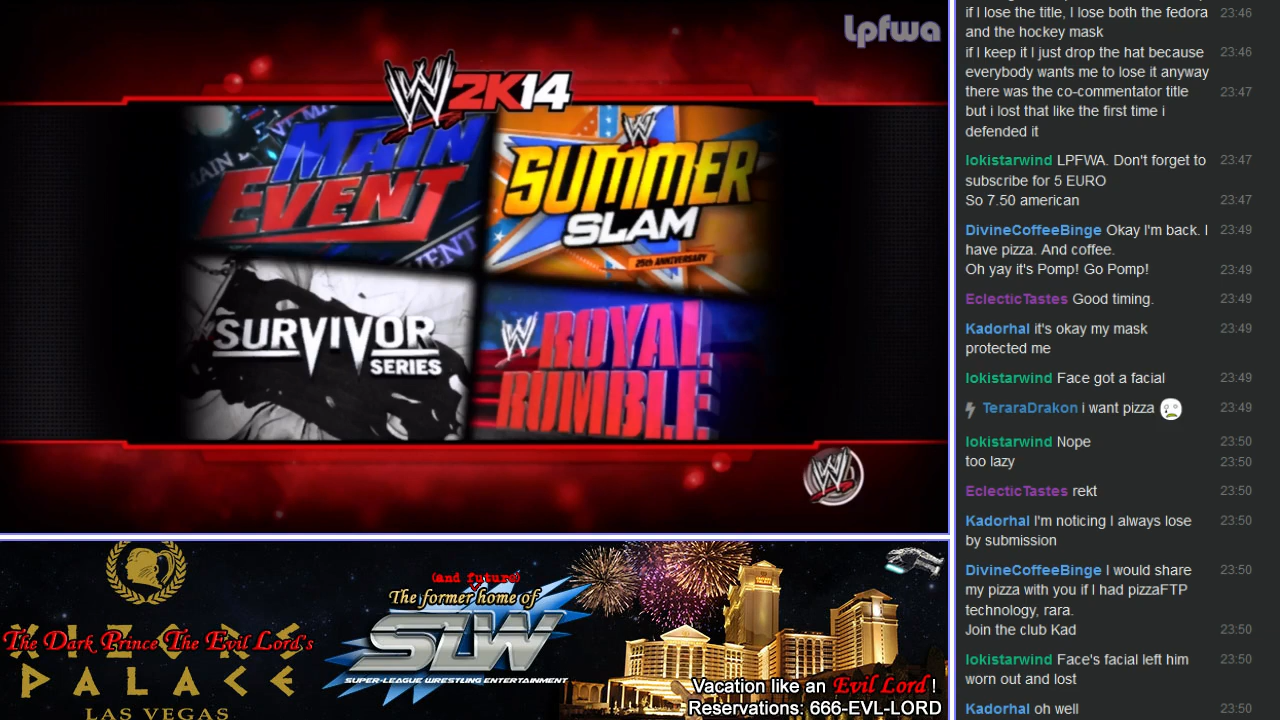 Lpfwa
W 2K14
MAIN
EVENT
SUMMER
SLAM
25th ANNIVERSARY
SURVIVOR
SERIES
ROYAL
RUMBLE
(and future)
The former home of
SLW
SUPER-LEAGUE WRESTLING ENTERTAINMENT
The Dark Prince The Evil Lord's
PALACE
LAS VEGAS
Vacation like an Evil Lord !
Reservations: 666-EVL-LORD
if I lose the title, I lose both the fedora 23:46
and the hockey mask
if I keep it I just drop the hat because 23:46
everybody wants me to lose it anyway
there was the co-commentator title 23:47
but i lost that like the first time i
defended it
lokistarwind LPFWA. Don't forget to 23:47
subscribe for 5 EURO
So 7.50 american 23:47
DivineCoffeeBinge Okay I'm back. I 23:49
have pizza. And coffee.
Oh yay it's Pomp! Go Pomp! 23:49
EclecticTastes Good timing. 23:49
Kadorhal it's okay my mask 23:49
protected me
lokistarwind Face got a facial 23:49
TeraraDrakon i want pizza 23:49
lokistarwind Nope 23:50
too lazy 23:50
EclecticTastes rekt 23:50
Kadorhal I'm noticing I always lose 23:50
by submission
DivineCoffeeBinge I would share 23:50
my pizza with you if I had pizzaFTP
technology, rara.
Join the club Kad 23:50
lokistarwind Face's facial left him 23:50
worn out and lost
Kadorhal oh well 23:50